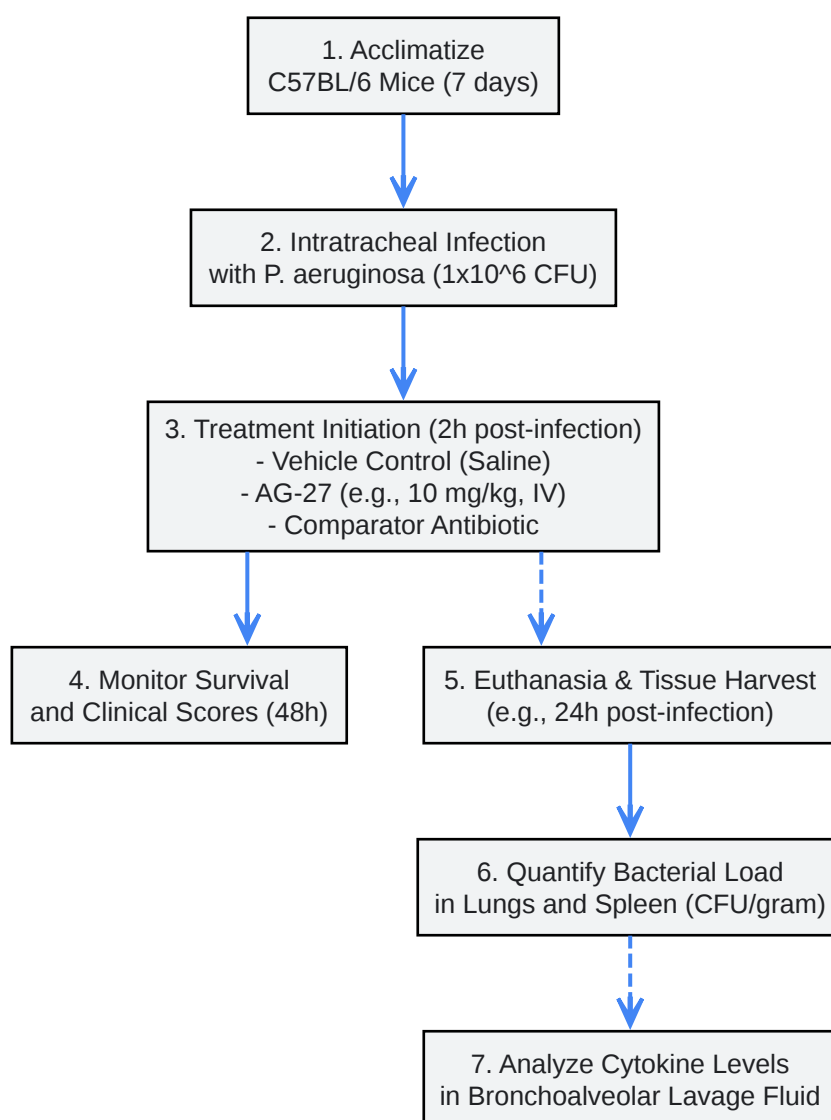 1. Acclimatize
C57BL/6 Mice (7 days)
2. Intratracheal Infection
with P. aeruginosa (1x10^6 CFU)
3. Treatment Initiation (2h post-infection)
- Vehicle Control (Saline)
- AG-27 (e.g., 10 mg/kg, IV)
- Comparator Antibiotic
4. Monitor Survival
and Clinical Scores (48h)
5. Euthanasia & Tissue Harvest
(e.g., 24h post-infection)
6. Quantify Bacterial Load
in Lungs and Spleen (CFU/gram)
7. Analyze Cytokine Levels
in Bronchoalveolar Lavage Fluid